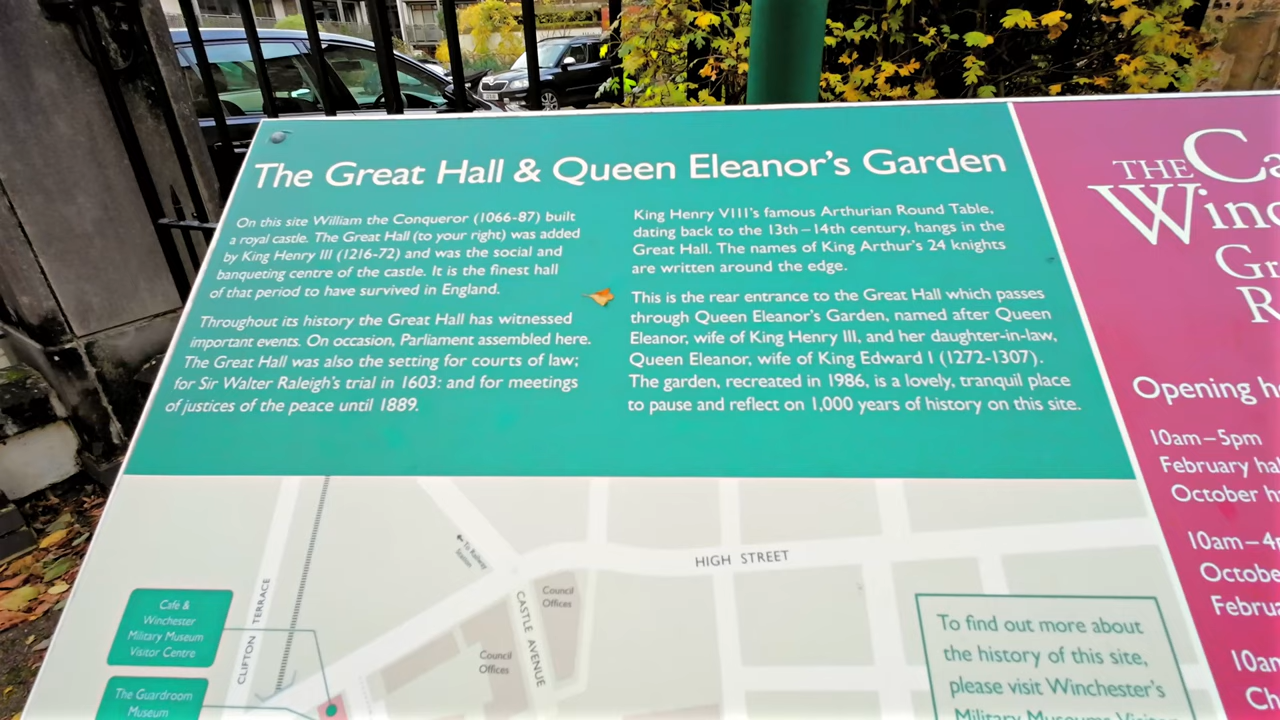 The Great Hall & Queen Eleanor's Garden
On this site William the Conqueror (1066-87) built
a royal castle. The Great Hall (to your right) was added
by King Henry III (1216-72) and was the social and
banqueting centre of the castle. It is the finest hall
of that period to have survived in England.
Throughout its history the Great Hall has witnessed
important events. On occasion, Parliament assembled here.
The Great Hall was also the setting for courts of law;
for Sir Walter Raleigh's trial in 1603: and for meetings
of justices of the peace until 1889.
King Henry VIII's famous Arthurian Round Table,
dating back to the 13th–14th century, hangs in the
Great Hall. The names of King Arthur's 24 knights
are written around the edge.
This is the rear entrance to the Great Hall which passes
through Queen Eleanor's Garden, named after Queen
Eleanor, wife of King Henry III, and her daughter-in-law,
Queen Eleanor, wife of King Edward I (1272-1307).
The garden, recreated in 1986, is a lovely, tranquil place
to pause and reflect on 1,000 years of history on this site.
THE
Opening
10am–5pm
February
October
10am–
To Railway
Station
HIGH STREET
CLIFTON TERRACE
CASTLE AVENUE
Council
Offices
Council
Offices
Café &
Winchester
Military Museum
Visitor Centre
The Guardroom
Museum
To find out more about
the history of this site,
please visit Winchester's
Military Museums